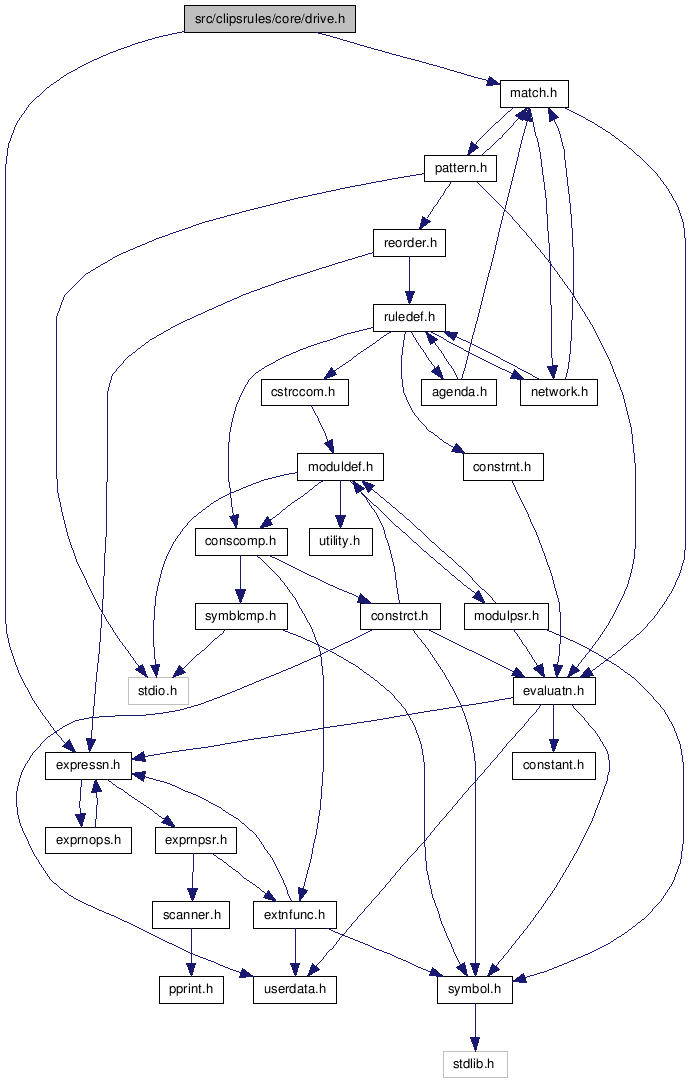 src/clipsrules/core/drive.h
match.h
pattern.h
reorder.h
ruledef.h
cstrccom.h
agenda.h
network.h
moduldef.h
constrnt.h
conscomp.h
utility.h
symblcmp.h
constrct.h
modulpsr.h
stdio.h
evaluatn.h
expressn.h
constant.h
exprnops.h
exprnpsr.h
scanner.h
extnfunc.h
pprint.h
userdata.h
symbol.h
stdlib.h